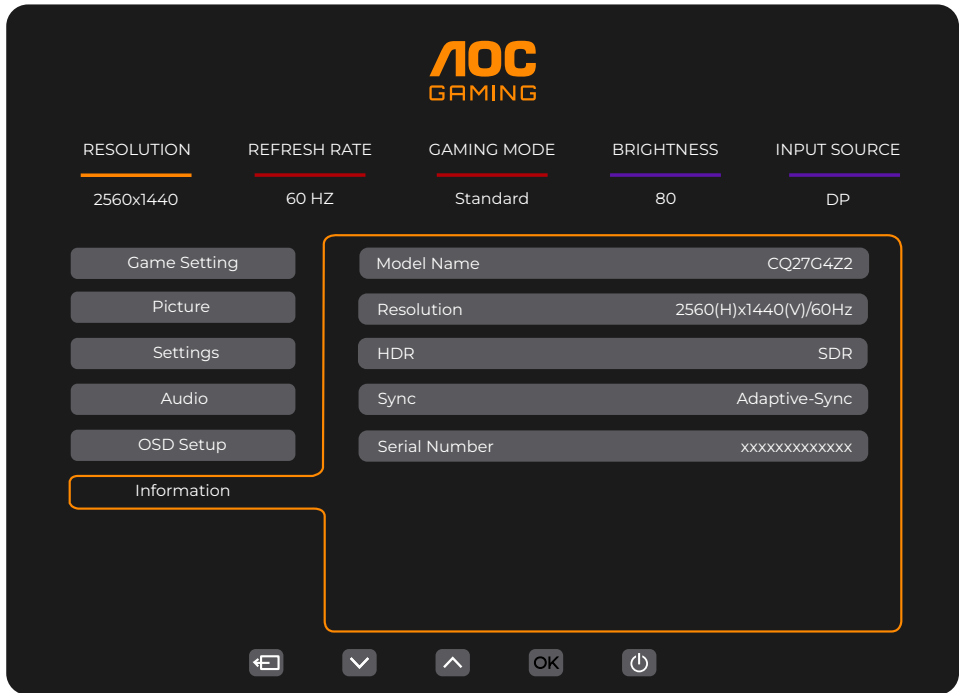 AOC
GAMING
RESOLUTION REFRESH RATE GAMING MODE BRIGHTNESS INPUT SOURCE
2560x1440 60 HZ Standard 80 DP
Game Setting
Model Name CQ27G4Z2
Picture
Resolution 2560(H)x1440(V)/60Hz
Settings
HDR SDR
Audio
Sync Adaptive-Sync
OSD Setup
Serial Number xxxxxxxxxxxxx
Information
OK